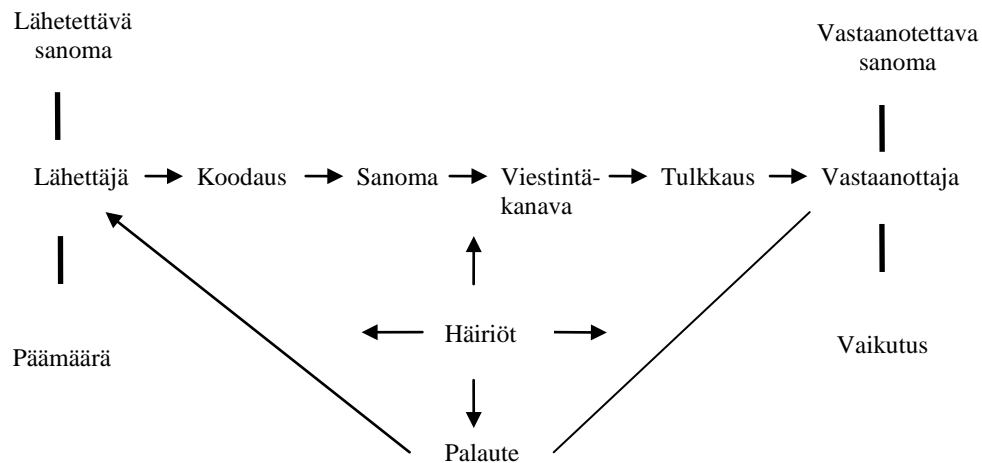 Lähetettävä
sanoma
Vastaanotettava
sanoma
Lähettäjä
Koodaus
Sanoma
Viestintä-
kanava
Tulkkaus
Vastaanottaja
Häiriöt
Päämäärä
Vaikutus
Palaute